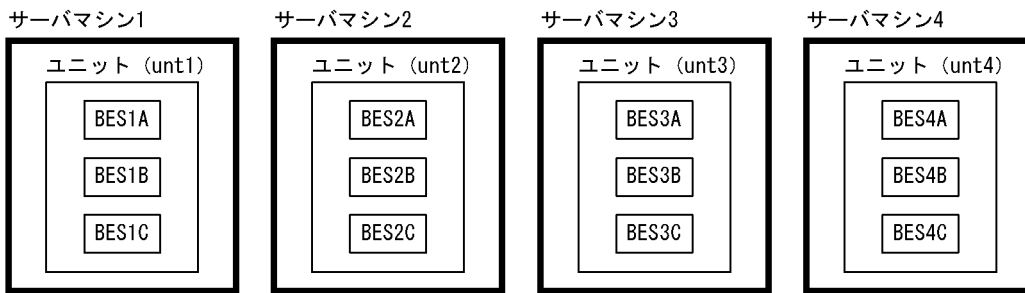 サーバマシン1 サーバマシン2 サーバマシン3 サーバマシン4
ユニット (unt1) ユニット (unt2) ユニット (unt3) ユニット (unt4)
BES1A BES2A BES3A BES4A
BES1B BES2B BES3B BES4B
BES1C BES2C BES3C BES4C